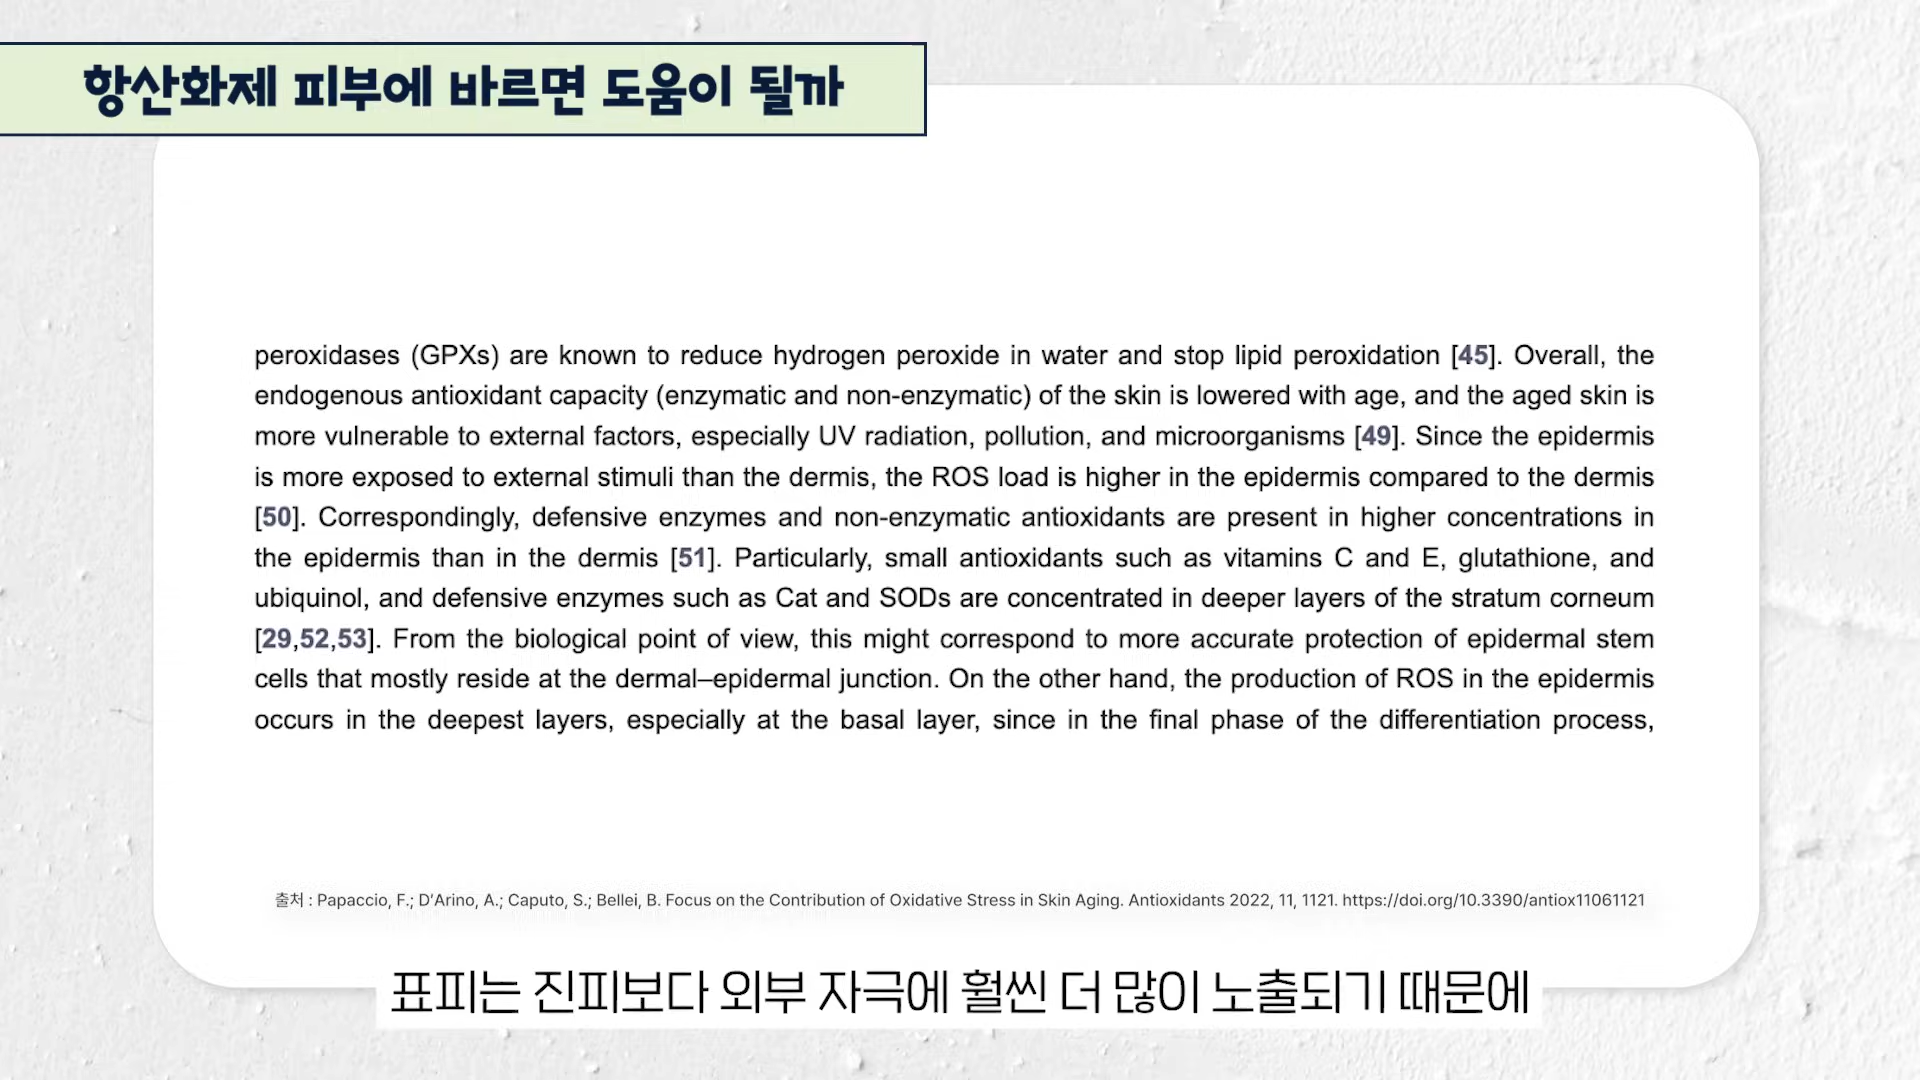 항산화제 피부에 바르면 도움이 될까
peroxidases (GPXs) are known to reduce hydrogen peroxide in water and stop lipid peroxidation [45]. Overall, the
endogenous antioxidant capacity (enzymatic and non-enzymatic) of the skin is lowered with age, and the aged skin is
more vulnerable to external factors, especially UV radiation, pollution, and microorganisms [49]. Since the epidermis
is more exposed to external stimuli than the dermis, the ROS load is higher in the epidermis compared to the dermis
[50]. Correspondingly, defensive enzymes and non-enzymatic antioxidants are present in higher concentrations in
the epidermis than in the dermis [51]. Particularly, small antioxidants such as vitamins C and E, glutathione, and
ubiquinol, and defensive enzymes such as Cat and SODs are concentrated in deeper layers of the stratum corneum
[29,52,53]. From the biological point of view, this might correspond to more accurate protection of epidermal stem
cells that mostly reside at the dermal–epidermal junction. On the other hand, the production of ROS in the epidermis
occurs in the deepest layers, especially at the basal layer, since in the final phase of the differentiation process,
출처 : Papaccio, F.; D’Arino, A.; Caputo, S.; Bellei, B. Focus on the Contribution of Oxidative Stress in Skin Aging. Antioxidants 2022, 11, 1121. https://doi.org/10.3390/antiox11061121
표피는 진피보다 외부 자극에 훨씬 더 많이 노출되기 때문에